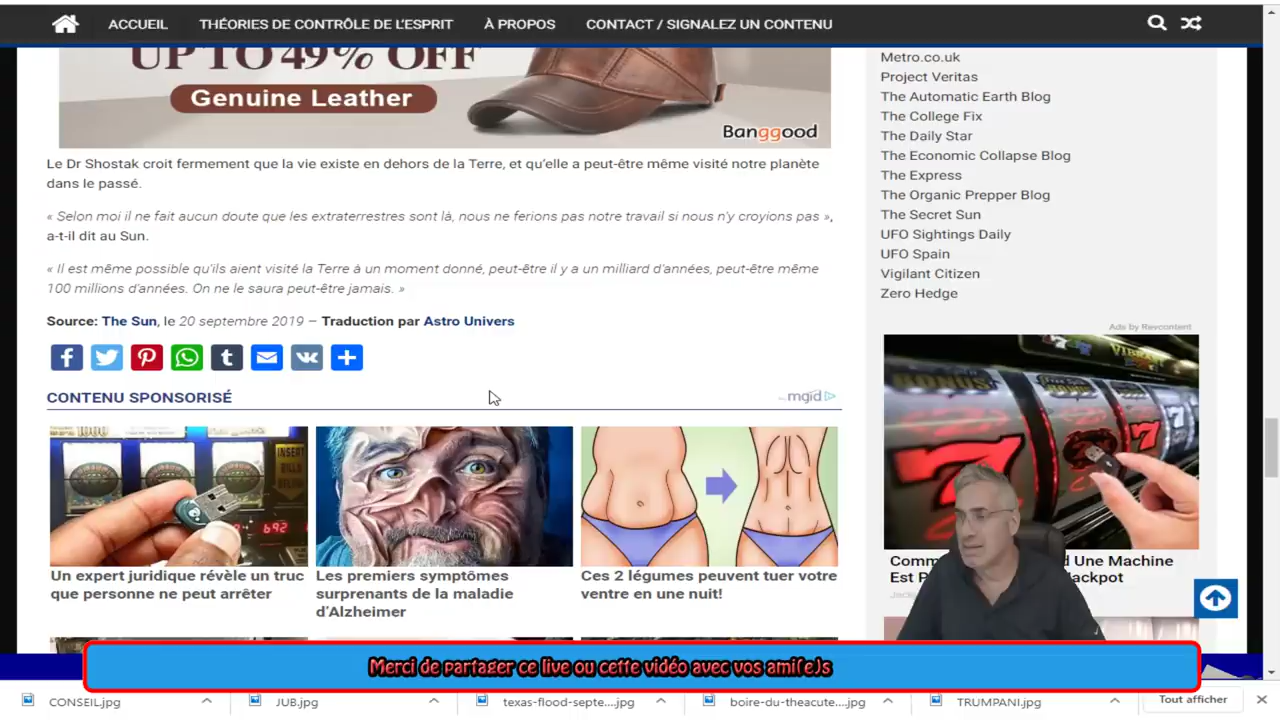 ACCUEIL THÉORIES DE CONTRÔLE DE L'ESPRIT À PROPOS CONTACT / SIGNALEZ UN CONTENU
UP TO 49% OFF
Genuine Leather
Banggood
Le Dr Shostak croit fermement que la vie existe en dehors de la Terre, et qu'elle a peut-être même visité notre planète
dans le passé.
« Selon moi il ne fait aucun doute que les extraterrestres sont là, nous ne ferions pas notre travail si nous n'y croyions pas »,
a-t-il dit au Sun.
« Il est même possible qu'ils aient visité la Terre à un moment donné, peut-être il y a un milliard d'années, peut-être même
100 millions d'années. On ne le saura peut-être jamais. »
Source: The Sun, le 20 septembre 2019 – Traduction par Astro Univers
CONTENU SPONSORISÉ
mgid
1000
INSERT
BILLS
692
Un expert juridique révèle un truc
que personne ne peut arrêter
Les premiers symptômes
surprenants de la maladie
d'Alzheimer
Ces 2 légumes peuvent tuer votre
ventre en une nuit!
Metro.co.uk
Project Veritas
The Automatic Earth Blog
The College Fix
The Daily Star
The Economic Collapse Blog
The Express
The Organic Prepper Blog
The Secret Sun
UFO Sightings Daily
UFO Spain
Vigilant Citizen
Zero Hedge
Ads by Revcontent
Comm d Une Machine
Est P ackpot
Merci de partager ce live ou cette vidéo avec vos ami(e)s
CONSEIL.jpg JUB.jpg texas-flood-septe....jpg boire-du-theacute....jpg TRUMPANI.jpg Tout afficher